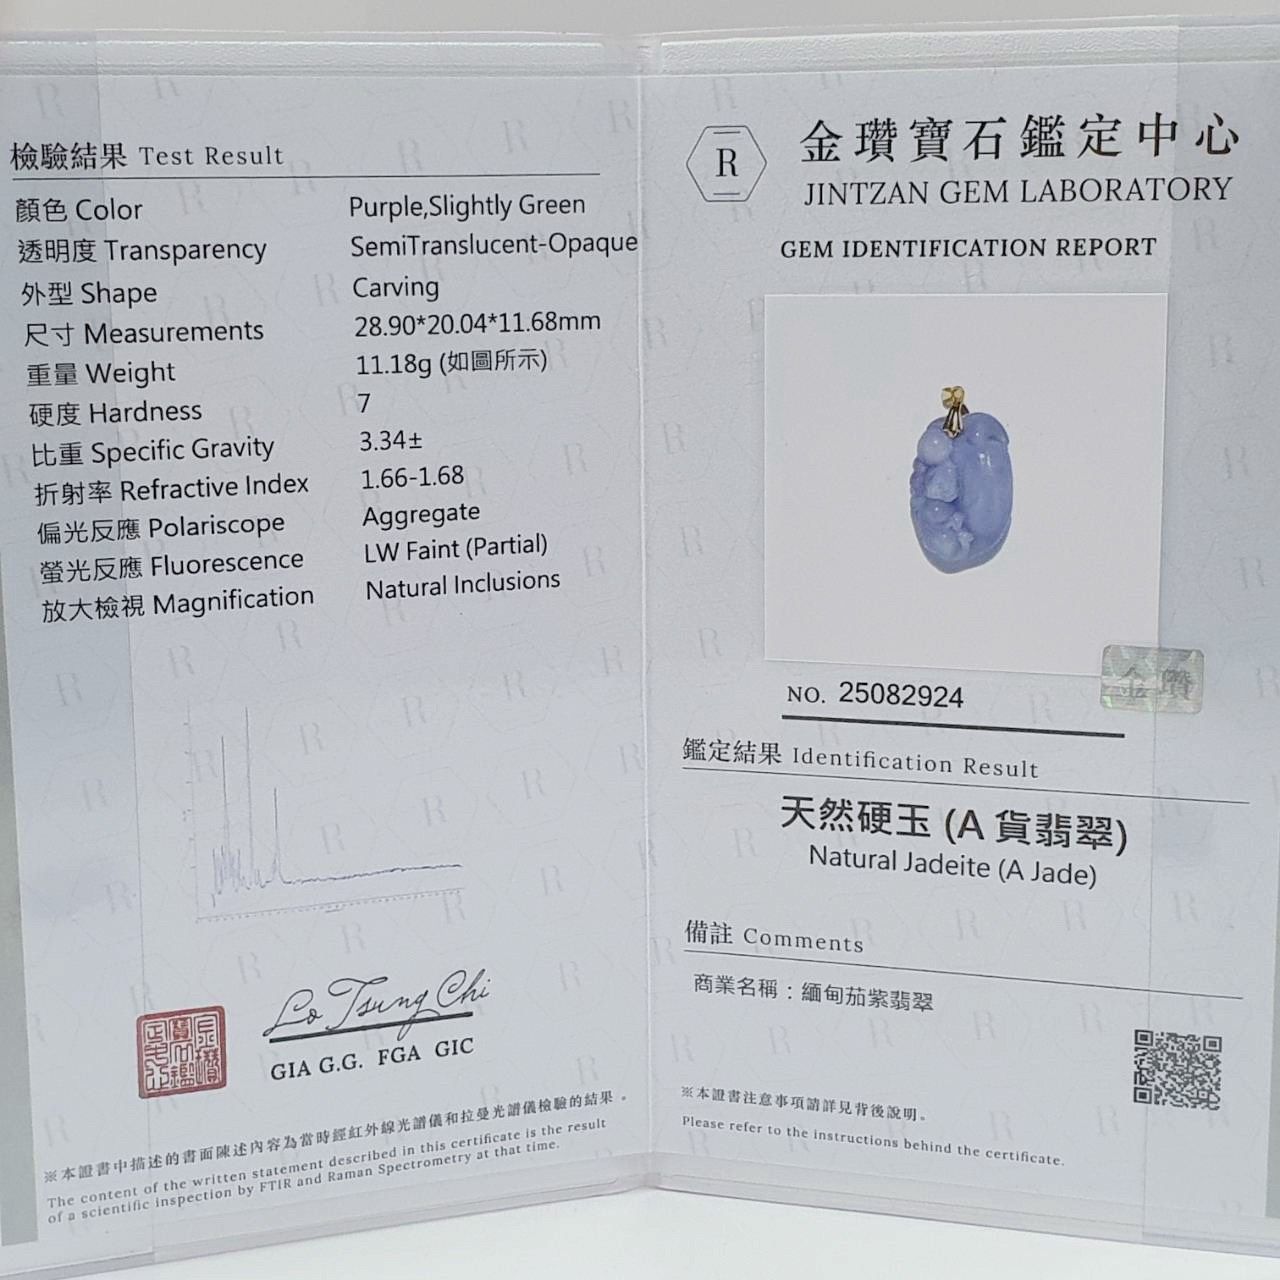 檢驗結果 Test Result
顏色 Color Purple,Slightly Green
透明度 Transparency SemiTranslucent-Opaque
外型 Shape Carving
尺寸 Measurements 28.90*20.04*11.68mm
重量 Weight 11.18g (如圖所示)
硬度 Hardness 7
比重 Specific Gravity 3.34±
折射率 Refractive Index 1.66-1.68
偏光反應 Polariscope Aggregate
螢光反應 Fluorescence LW Faint (Partial)
放大檢視 Magnification Natural Inclusions
Lo Tsung Chi
GIA G.G. FGA GIC
※本證書中描述的書面陳述內容為當時經紅外線光譜儀和拉曼光譜儀檢驗的結果。
The content of the written statement described in this certificate is the result
of a scientific inspection by FTIR and Raman Spectrometry at that time.
R
金瓚寶石鑑定中心
JINTZAN GEM LABORATORY
GEM IDENTIFICATION REPORT
金瓚
NO. 25082924
鑑定結果 Identification Result
天然硬玉 (A 貨翡翠)
Natural Jadeite (A Jade)
備註 Comments
商業名稱：緬甸茄紫翡翠
※本證書注意事項請詳見背後說明。
Please refer to the instructions behind the certificate.